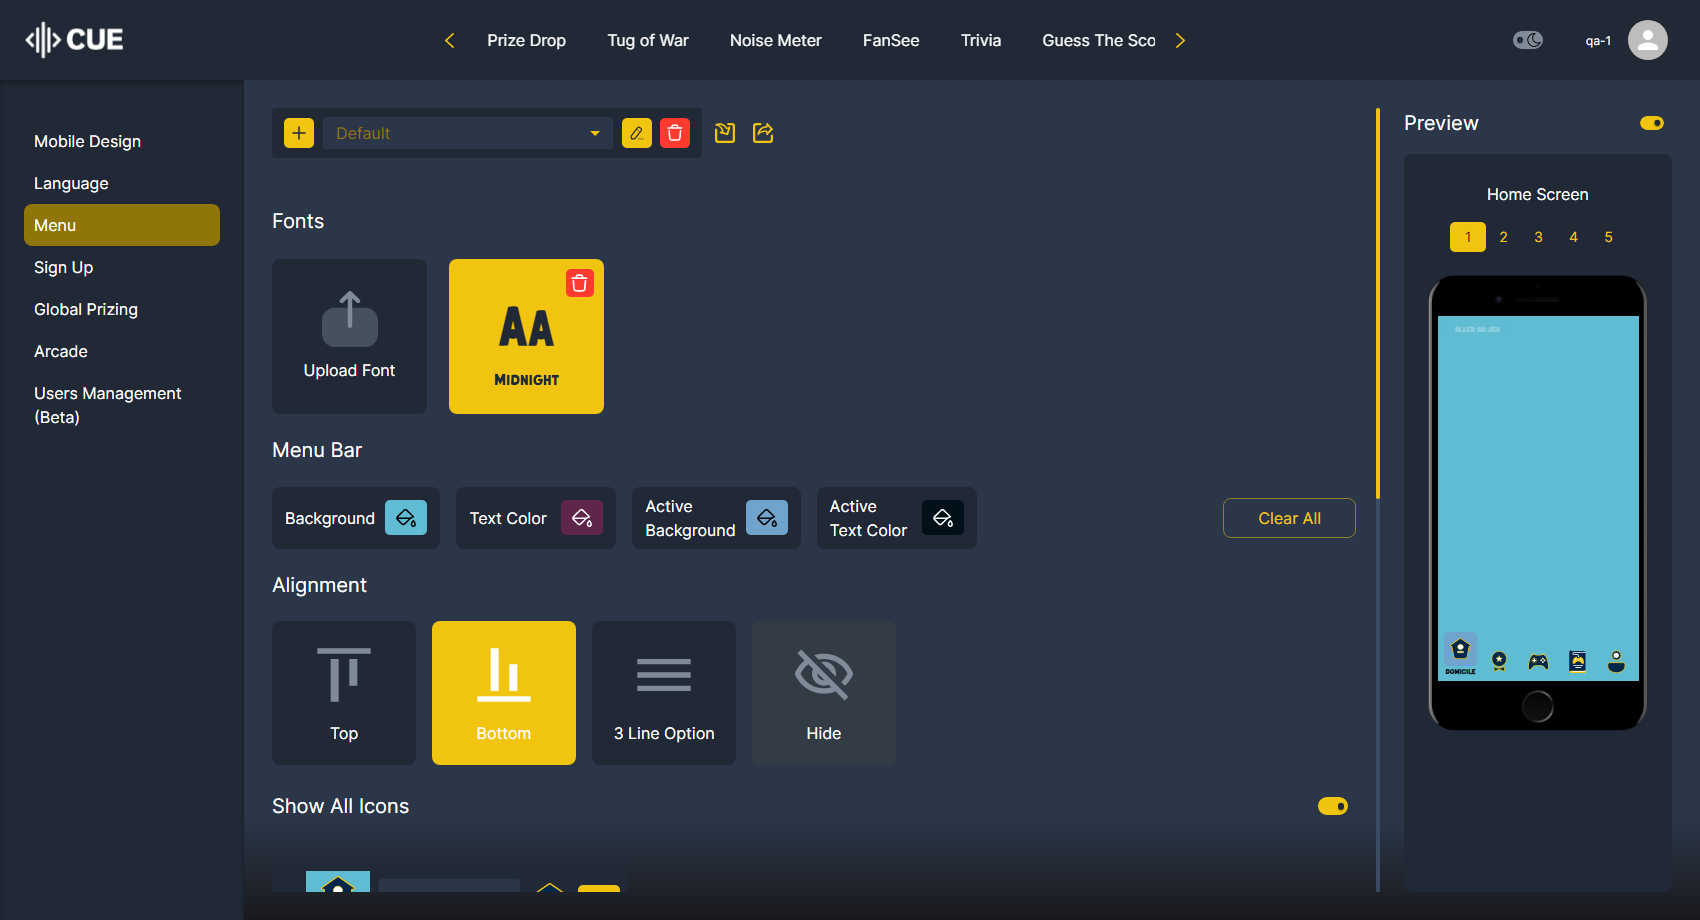 CUE
Prize Drop
Tug of War
Noise Meter
FanSee
Trivia
Guess The Sco
qa-1
Mobile Design
Language
Menu
Sign Up
Global Prizing
Arcade
Users Management
(Beta)
Default
Fonts
Upload Font
AA
MIDNIGHT
Menu Bar
Background
Text Color
Active
Background
Active
Text Color
Clear All
Alignment
Top
Bottom
3 Line Option
Hide
Show All Icons
Preview
Home Screen
1 2 3 4 5
DOMICILE